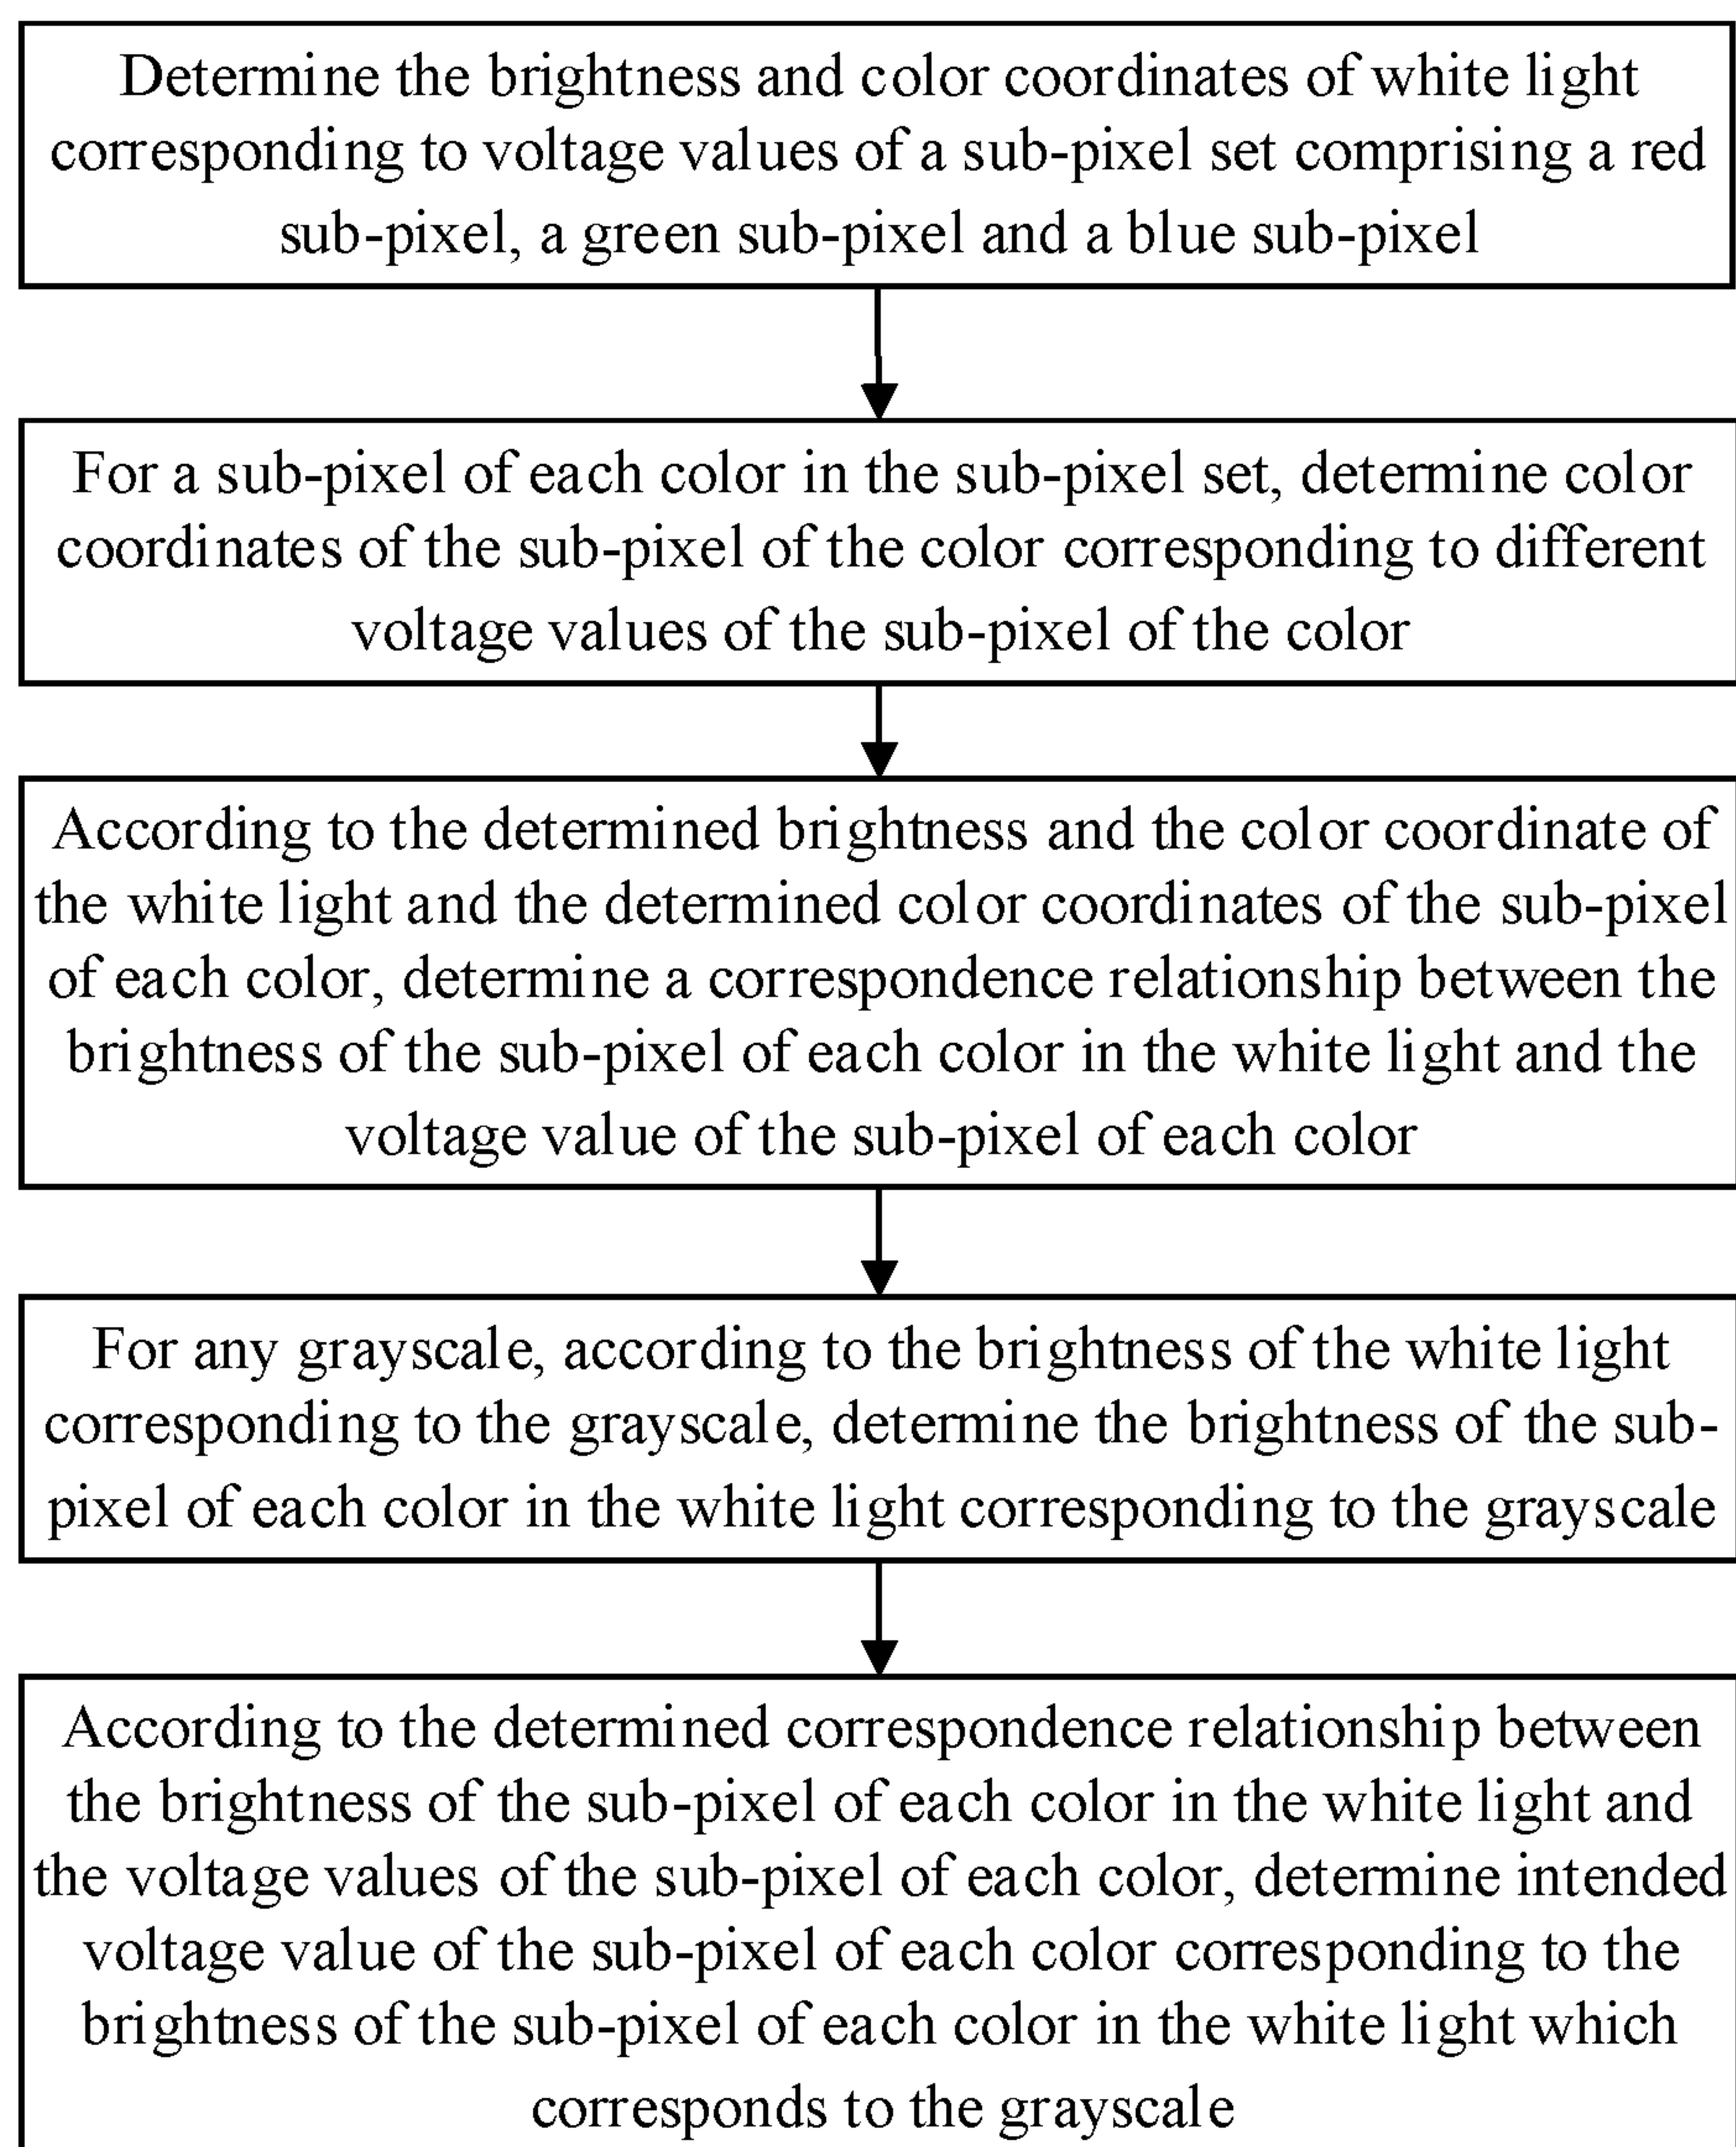 Determine the brightness and color coordinates of white light
corresponding to voltage values of a sub-pixel set comprising a red
sub-pixel, a green sub-pixel and a blue sub-pixel
For a sub-pixel of each color in the sub-pixel set, determine color
coordinates of the sub-pixel of the color corresponding to different
voltage values of the sub-pixel of the color
According to the determined brightness and the color coordinate of
the white light and the determined color coordinates of the sub-pixel
of each color, determine a correspondence relationship between the
brightness of the sub-pixel of each color in the white light and the
voltage value of the sub-pixel of each color
For any grayscale, according to the brightness of the white light
corresponding to the grayscale, determine the brightness of the sub-
pixel of each color in the white light corresponding to the grayscale
According to the determined correspondence relationship between
the brightness of the sub-pixel of each color in the white light and
the voltage values of the sub-pixel of each color, determine intended
voltage value of the sub-pixel of each color corresponding to the
brightness of the sub-pixel of each color in the white light which
corresponds to the grayscale